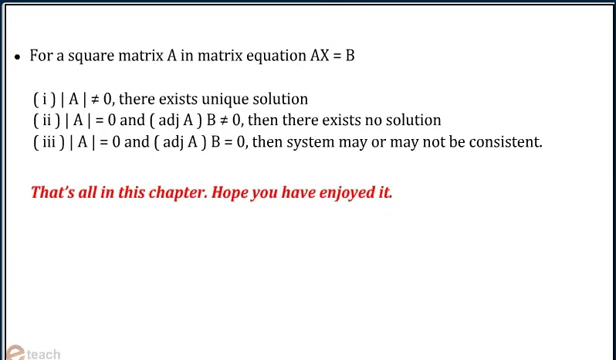 • For a square matrix A in matrix equation AX = B
( i ) | A | ≠ 0, there exists unique solution
( ii ) | A | = 0 and ( adj A ) B ≠ 0, then there exists no solution
( iii ) | A | = 0 and ( adj A ) B = 0, then system may or may not be consistent.
That's all in this chapter. Hope you have enjoyed it.
e teach